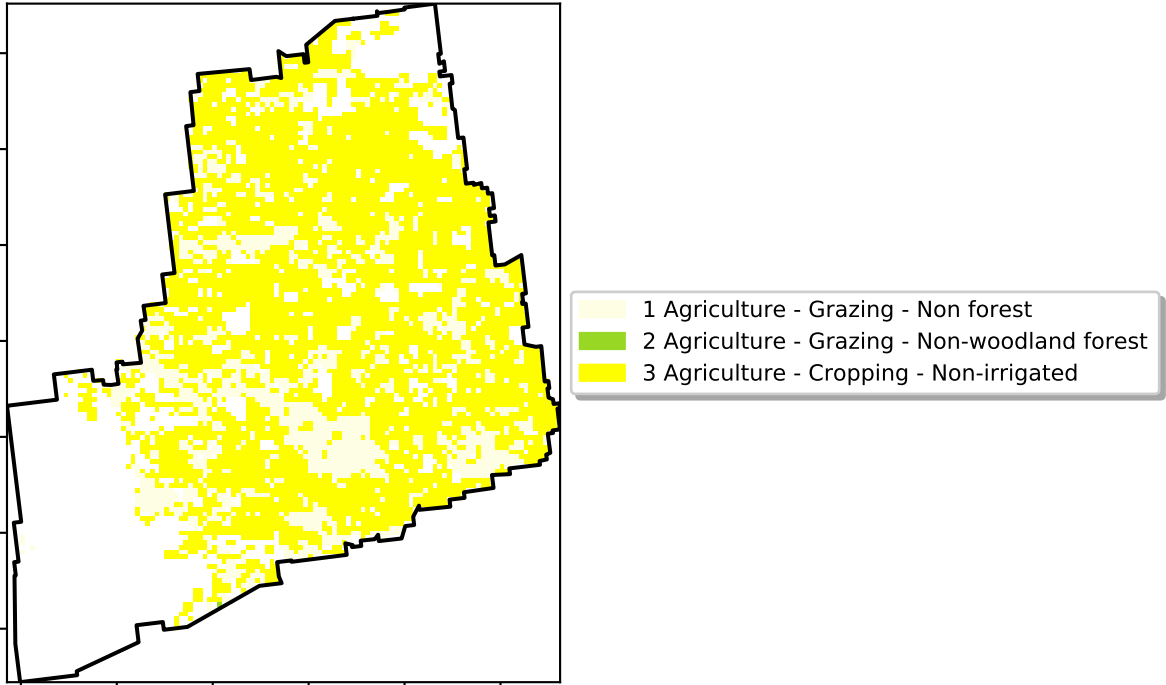 1 Agriculture - Grazing - Non forest
2 Agriculture - Grazing - Non-woodland forest
3 Agriculture - Cropping - Non-irrigated